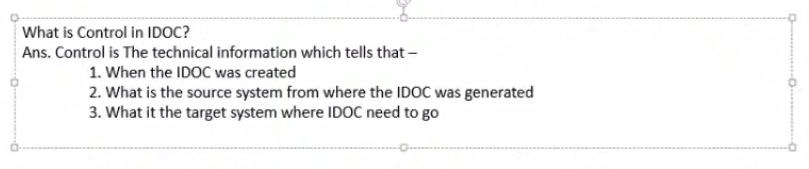 What is Control in IDOC?
Ans. Control is The technical information which tells that –
1. When the IDOC was created
2. What is the source system from where the IDOC was generated
3. What it the target system where IDOC need to go